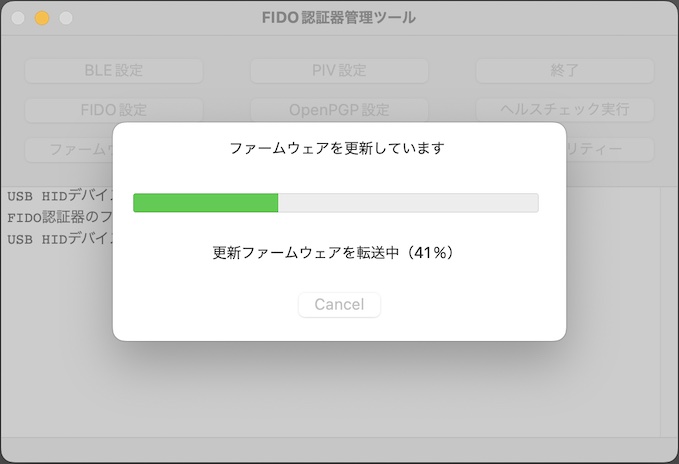 FIDO認証器管理ツール
BLE設定
PIV設定
終了
FIDO設定
OpenPGP設定
ヘルスチェック実行
ファームウ
リティー
ファームウェアを更新しています
更新ファームウェアを転送中（41%）
Cancel
USB HIDデバイス
FIDO認証器のフ
USB HIDデバイス